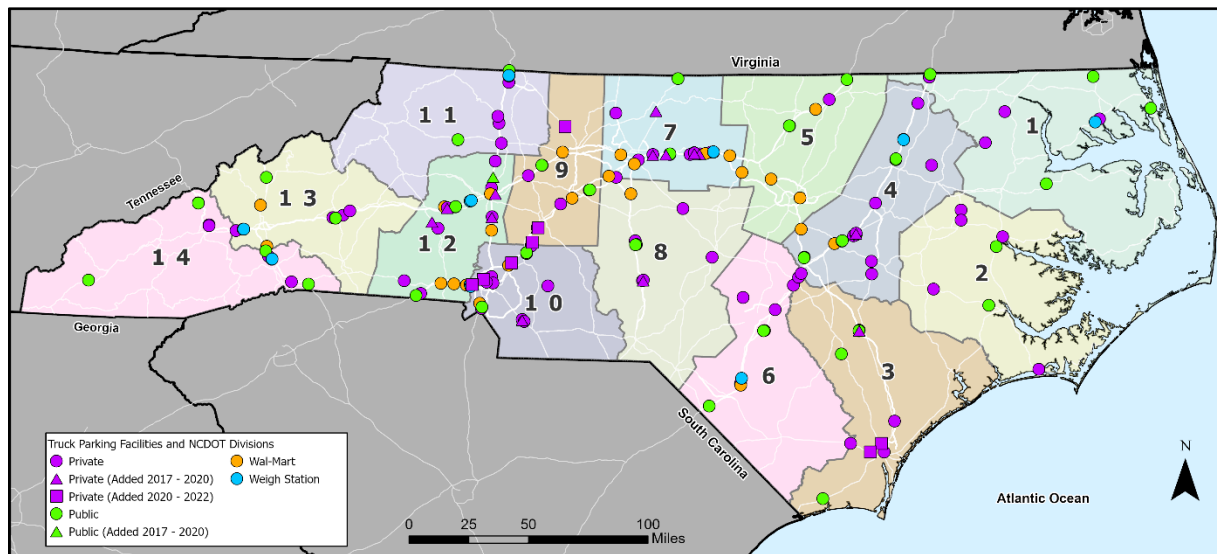 Virginia
1 1
7
5
1
9
4
Tennessee
1 3
1 2
1 4
8
2
1 0
Georgia
6
3
South Carolina
Truck Parking Facilities and NCDOT Divisions
Private
Wal-Mart
Private (Added 2017 - 2020)
Weigh Station
Private (Added 2020 - 2022)
Public
Public (Added 2017 - 2020)
N
Atlantic Ocean
0 25 50 100
Miles